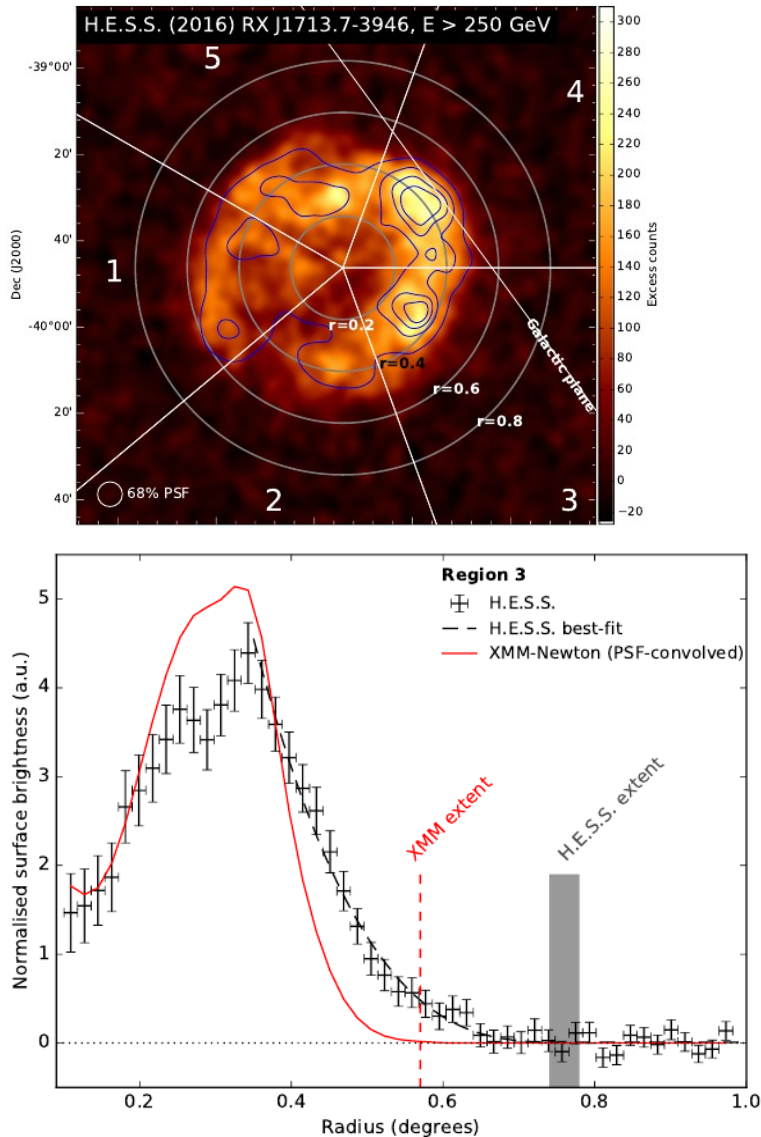 H.E.S.S. (2016) RX J1713.7-3946, E > 250 GeV
5
4
1
2
3
-39°00'
20'
40'
-40°00'
20'
40'
Dec (J2000)
r=0.2
r=0.4
r=0.6
r=0.8
Galactic plane
68% PSF
300
280
260
240
220
200
180
160
140
120
100
80
60
40
20
0
−20
Excess counts
Region 3
H.E.S.S.
H.E.S.S. best-fit
XMM-Newton (PSF-convolved)
XMM extent
H.E.S.S. extent
5
4
3
2
1
0
Normalised surface brightness (a.u.)
0.2 0.4 0.6 0.8 1.0
Radius (degrees)